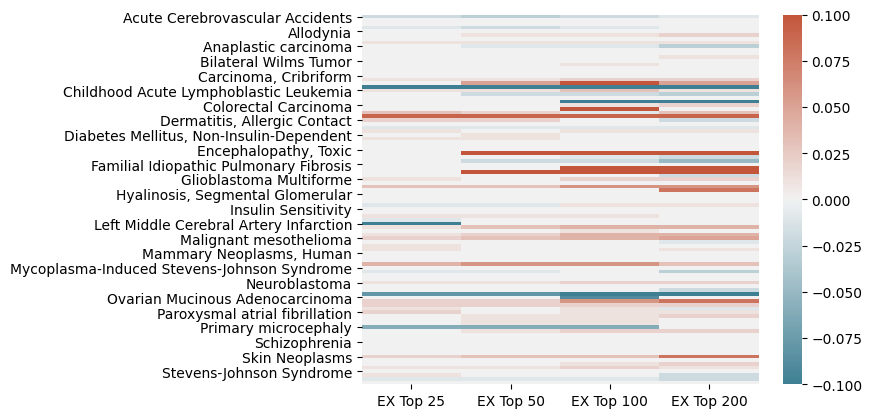 Acute Cerebrovascular Accidents
Allodynia
Anaplastic carcinoma
Bilateral Wilms Tumor
Carcinoma, Cribriform
Childhood Acute Lymphoblastic Leukemia
Colorectal Carcinoma
Dermatitis, Allergic Contact
Diabetes Mellitus, Non-Insulin-Dependent
Encephalopathy, Toxic
Familial Idiopathic Pulmonary Fibrosis
Glioblastoma Multiforme
Hyalinosis, Segmental Glomerular
Insulin Sensitivity
Left Middle Cerebral Artery Infarction
Malignant mesothelioma
Mammary Neoplasms, Human
Mycoplasma-Induced Stevens-Johnson Syndrome
Neuroblastoma
Ovarian Mucinous Adenocarcinoma
Paroxysmal atrial fibrillation
Primary microcephaly
Schizophrenia
Skin Neoplasms
Stevens-Johnson Syndrome
EX Top 25 EX Top 50 EX Top 100 EX Top 200
0.100
0.075
0.050
0.025
0.000
−0.025
−0.050
−0.075
−0.100